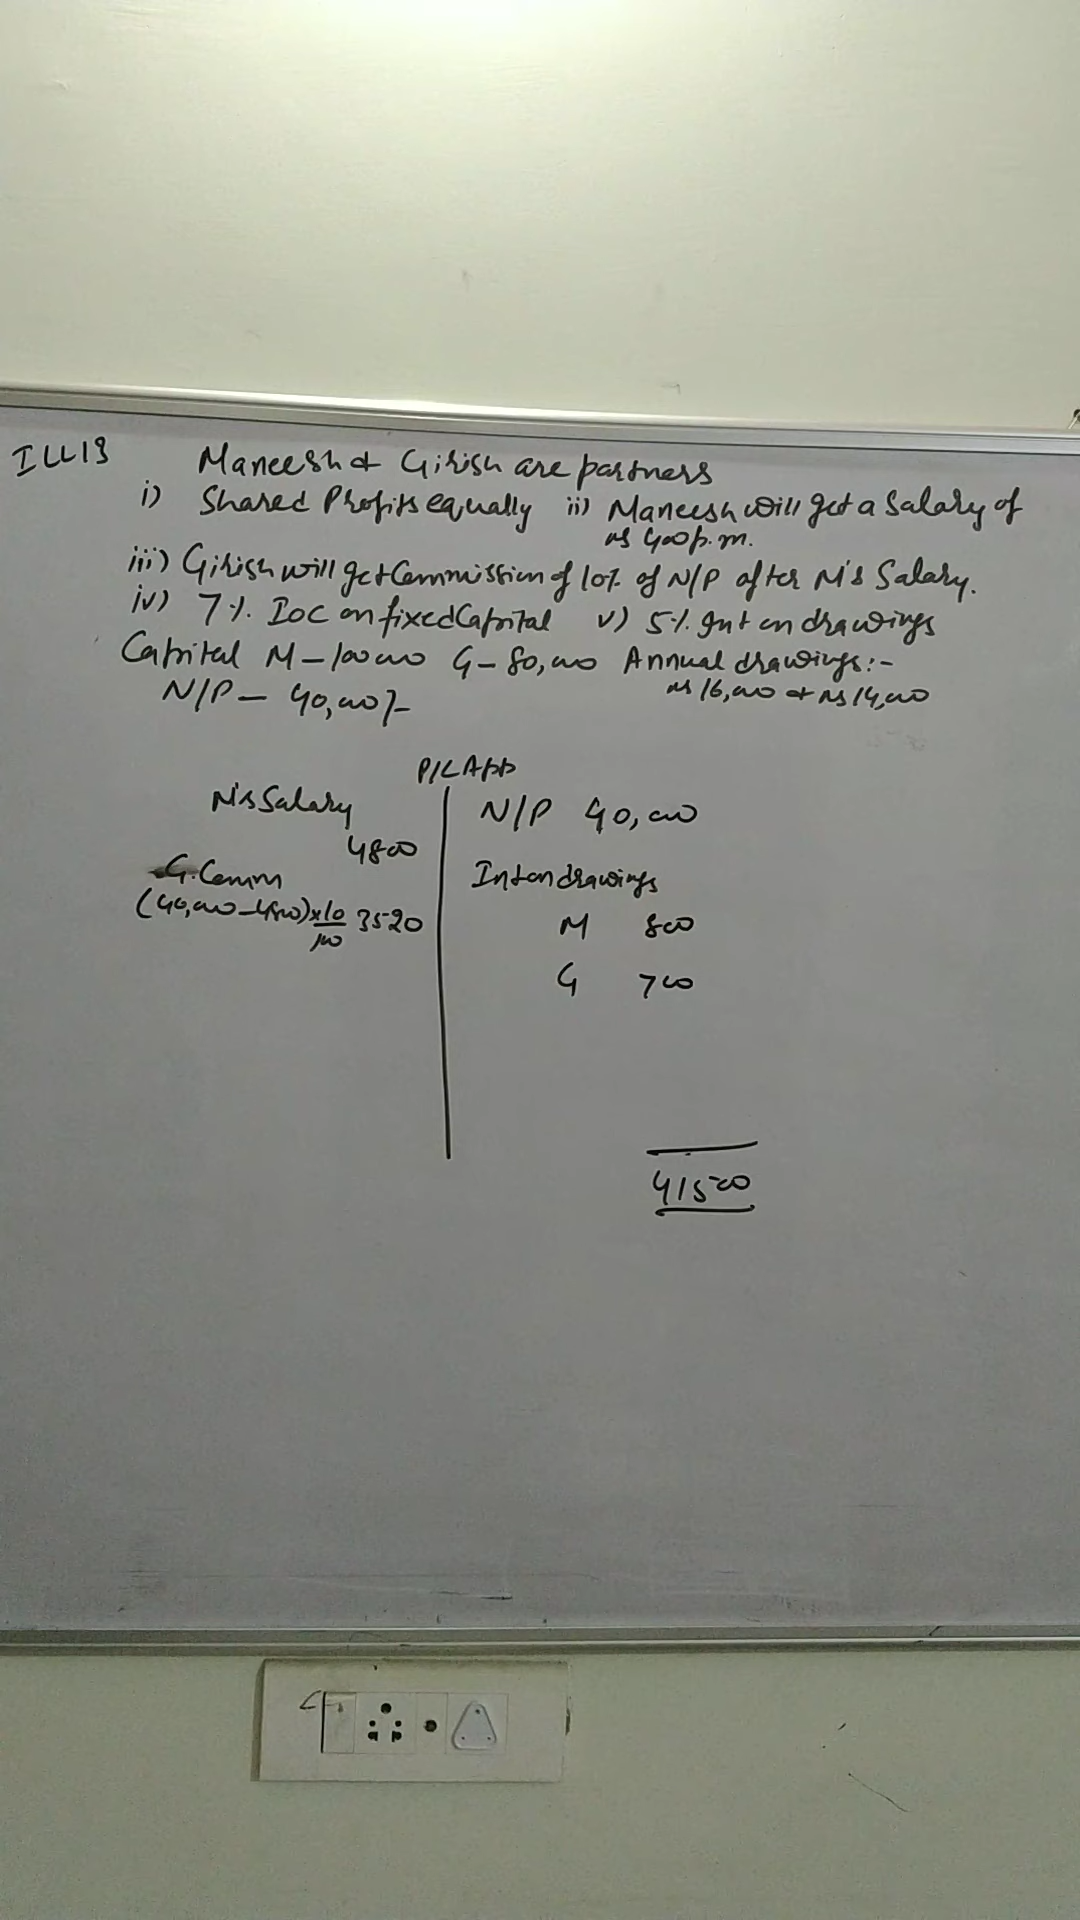 ILL13 Maneesh & Girish are partners
i) Shared Profits equally ii) Maneesh will get a Salary of
Rs 400 p.m.
iii) Girish will get Commission of 10% of N/P after M's Salary.
iv) 7% IOC on fixed Capital v) 5% Int on drawings
Capital M - 100000 G - 80,000 Annual drawings:-
N/P - 40,000/- Rs 16,000 & Rs 14,000
P/L App
M's Salary 4800
N/P 40,000
G. Comm
(40,000-4800)x10/100 3520
Int on drawings
M 800
G 700
41500